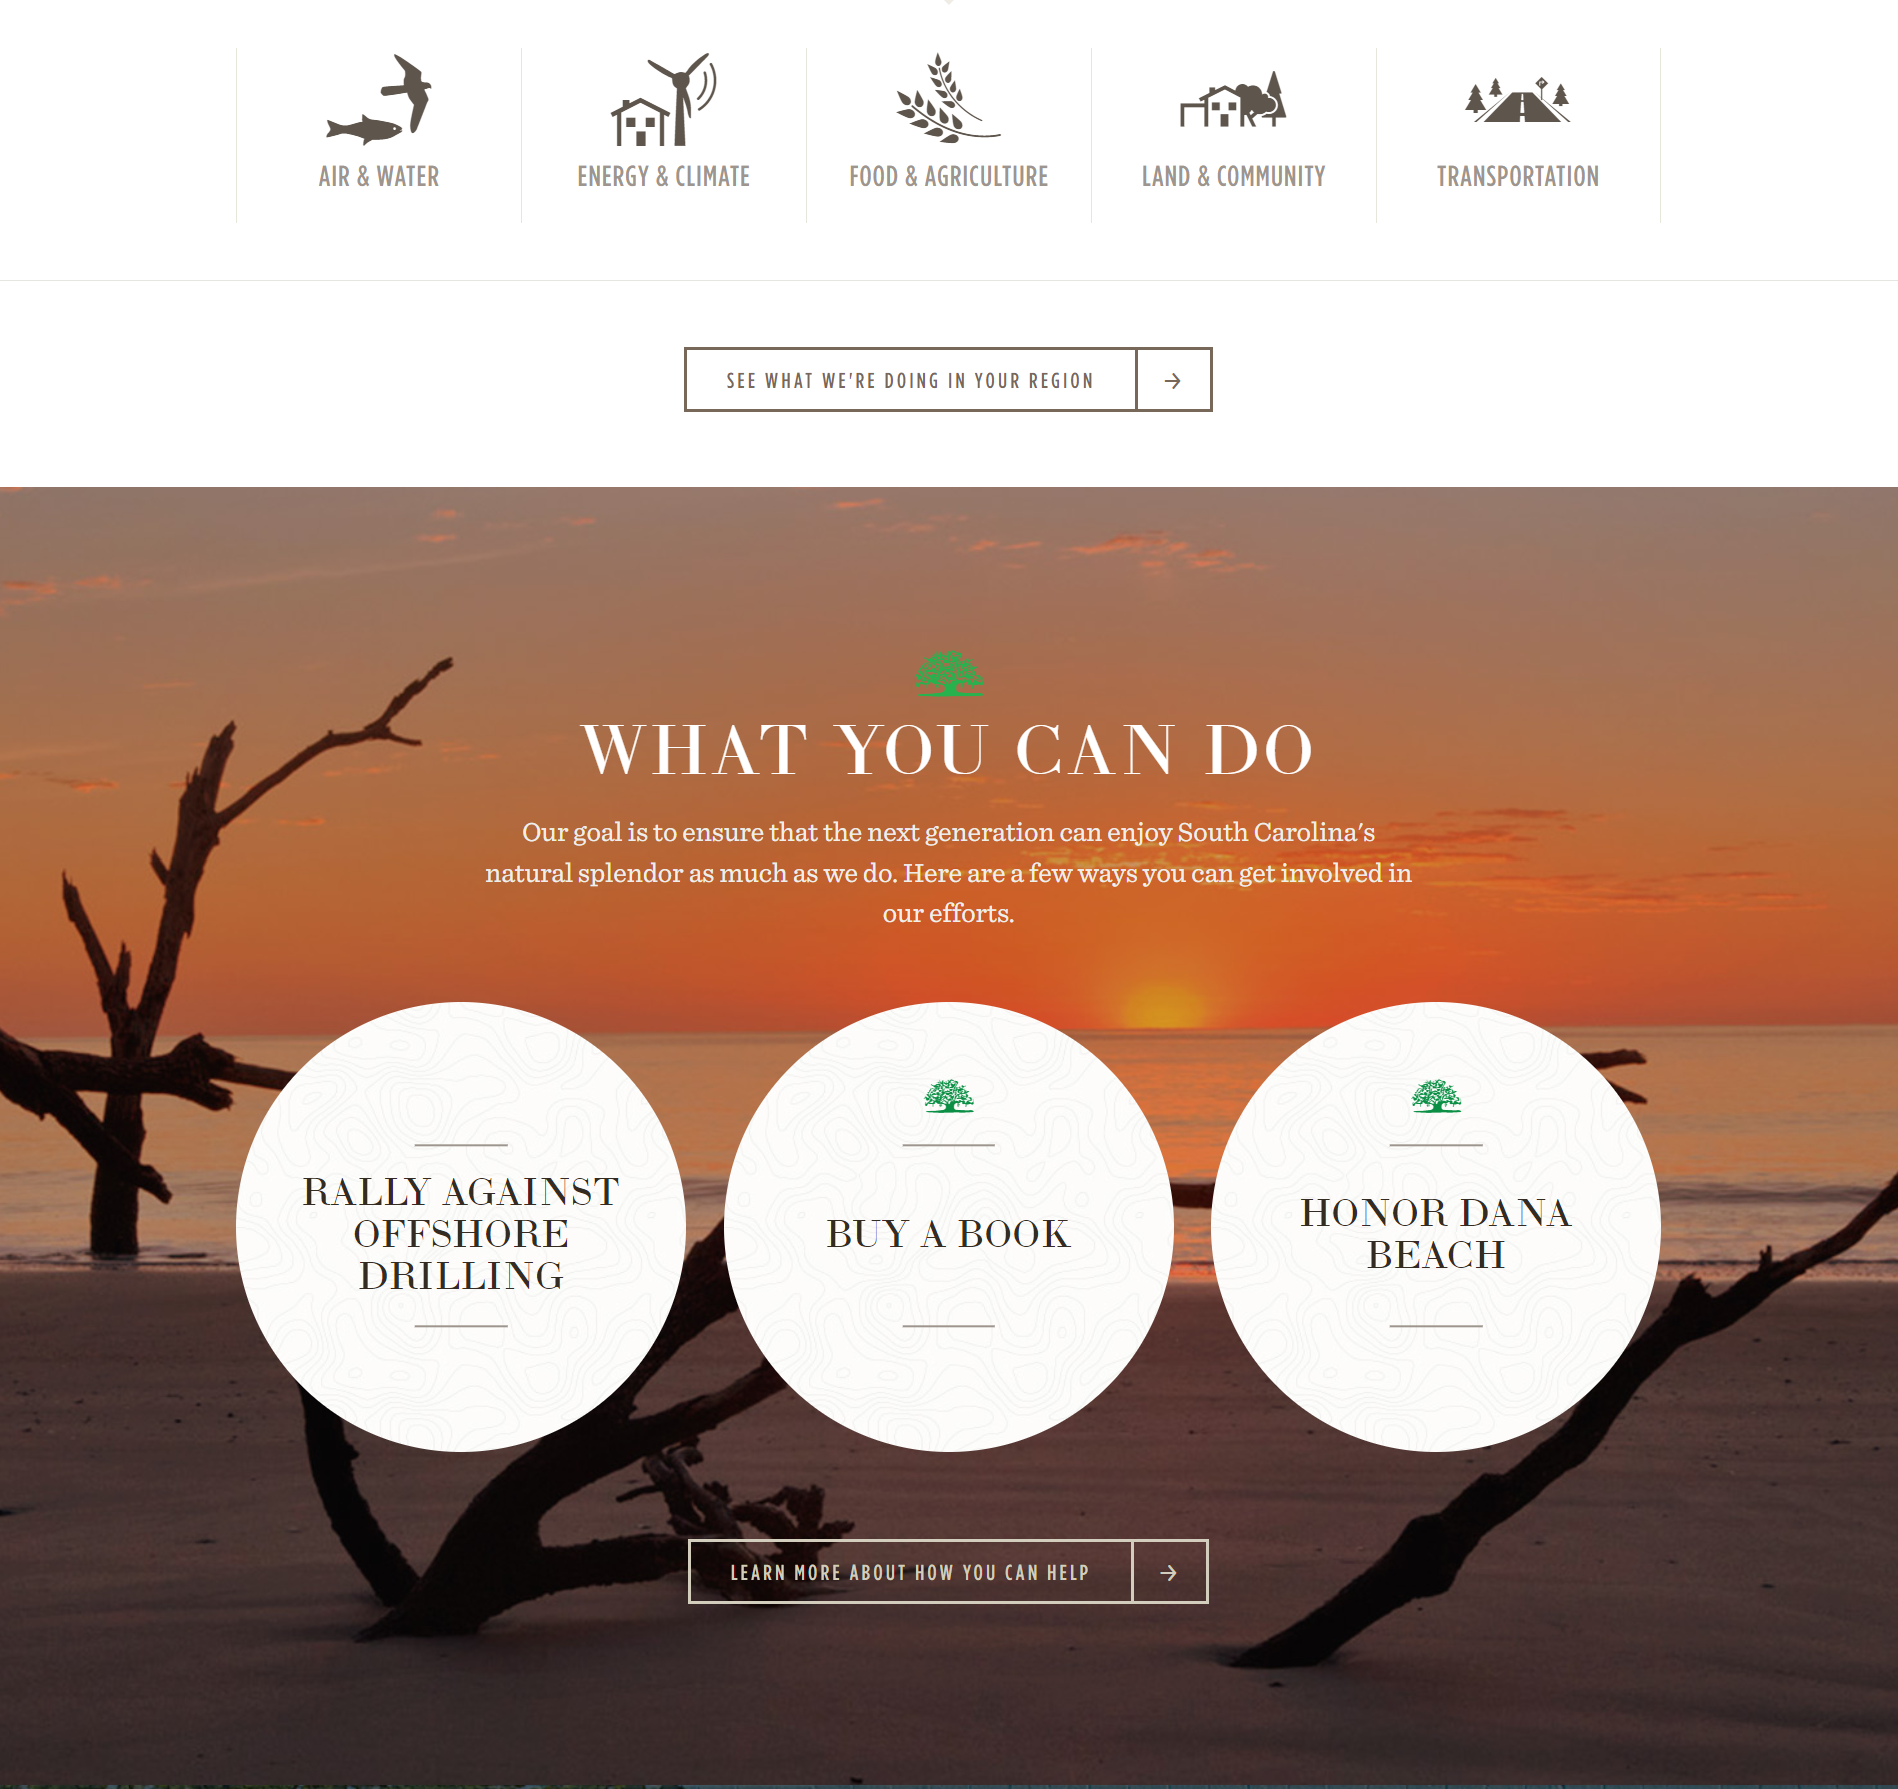 AIR & WATER
ENERGY & CLIMATE
FOOD & AGRICULTURE
LAND & COMMUNITY
TRANSPORTATION
SEE WHAT WE'RE DOING IN YOUR REGION →
WHAT YOU CAN DO
Our goal is to ensure that the next generation can enjoy South Carolina's
natural splendor as much as we do. Here are a few ways you can get involved in
our efforts.
RALLY AGAINST
OFFSHORE
DRILLING
BUY A BOOK
HONOR DANA
BEACH
LEARN MORE ABOUT HOW YOU CAN HELP →